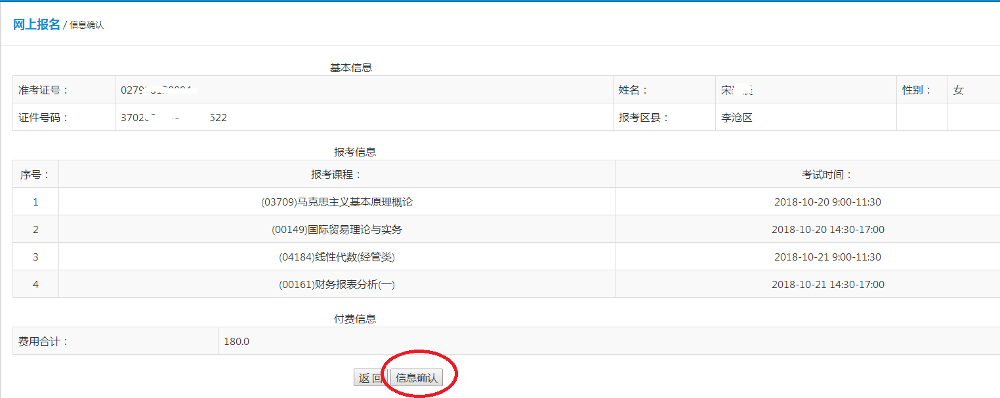 网上报名 / 信息确认
基本信息
准考证号： 姓名： 宋 性别： 女
证件号码： 3702 522 报考区县： 李沧区
报考信息
序号： 报考课程： 考试时间：
1 (03709)马克思主义基本原理概论 2018-10-20 9:00-11:30
2 (00149)国际贸易理论与实务 2018-10-20 14:30-17:00
3 (04184)线性代数(经管类) 2018-10-21 9:00-11:30
4 (00161)财务报表分析(一) 2018-10-21 14:30-17:00
付费信息
费用合计： 180.0
返 回 信息确认